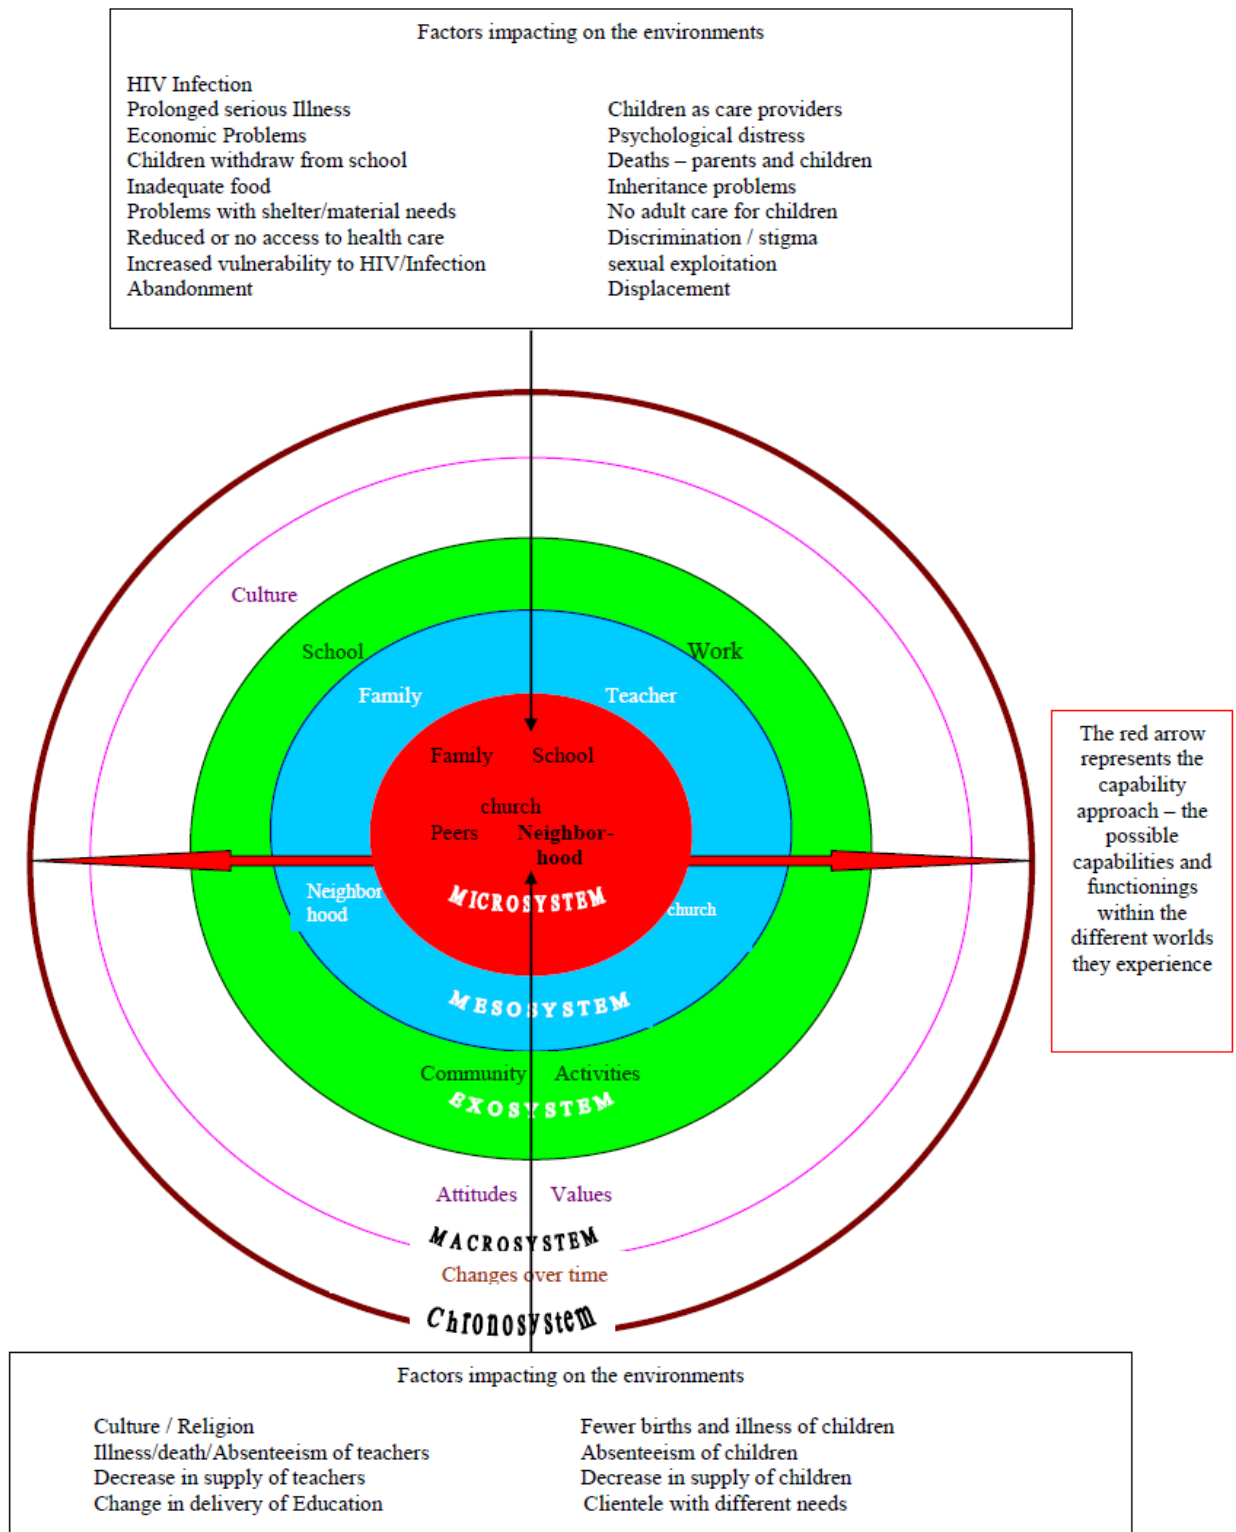 Factors impacting on the environments
HIV Infection
Prolonged serious Illness
Economic Problems
Children withdraw from school
Inadequate food
Problems with shelter/material needs
Reduced or no access to health care
Increased vulnerability to HIV/Infection
Abandonment
Children as care providers
Psychological distress
Deaths – parents and children
Inheritance problems
No adult care for children
Discrimination / stigma
sexual exploitation
Displacement
Culture
School
Work
Family
Teacher
Family School
church
Peers Neighbor-
hood
MICROSYSTEM
Neighbor
hood
church
MESOSYSTEM
Community Activities
EXOSYSTEM
Attitudes Values
MACROSYSTEM
Changes over time
Chronosystem
The red arrow
represents the
capability
approach – the
possible
capabilities and
functionings
within the
different worlds
they experience
Factors impacting on the environments
Culture / Religion
Illness/death/Absenteeism of teachers
Decrease in supply of teachers
Change in delivery of Education
Fewer births and illness of children
Absenteeism of children
Decrease in supply of children
Clientele with different needs